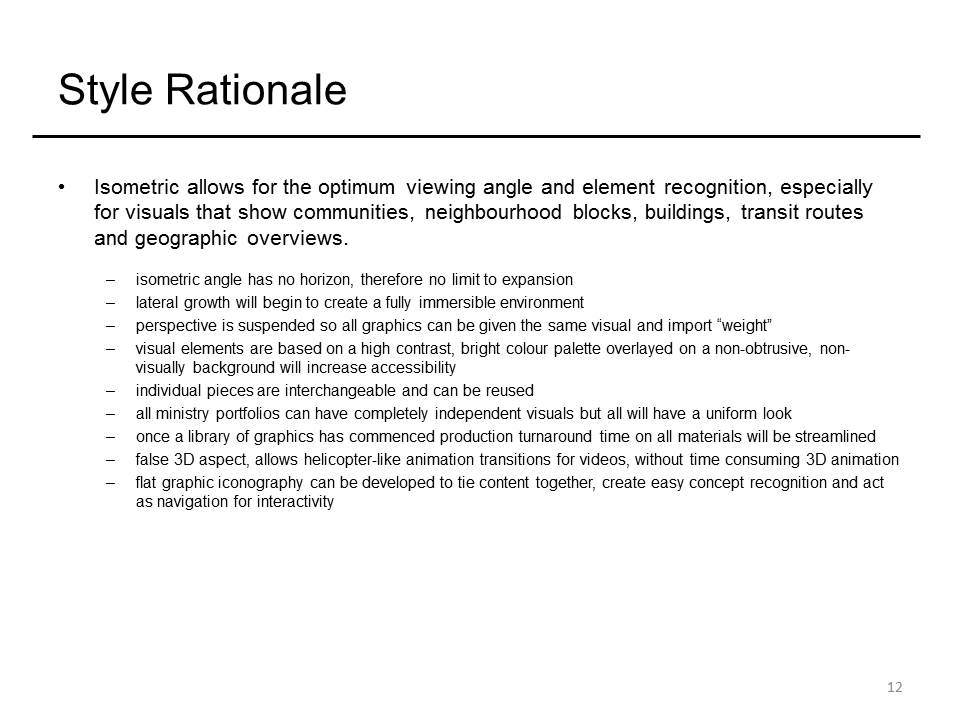 Style Rationale
• Isometric allows for the optimum viewing angle and element recognition, especially
for visuals that show communities, neighbourhood blocks, buildings, transit routes
and geographic overviews.
– isometric angle has no horizon, therefore no limit to expansion
– lateral growth will begin to create a fully immersible environment
– perspective is suspended so all graphics can be given the same visual and import “weight”
– visual elements are based on a high contrast, bright colour palette overlayed on a non-obtrusive, non-
visually background will increase accessibility
– individual pieces are interchangeable and can be reused
– all ministry portfolios can have completely independent visuals but all will have a uniform look
– once a library of graphics has commenced production turnaround time on all materials will be streamlined
– false 3D aspect, allows helicopter-like animation transitions for videos, without time consuming 3D animation
– flat graphic iconography can be developed to tie content together, create easy concept recognition and act
as navigation for interactivity
12